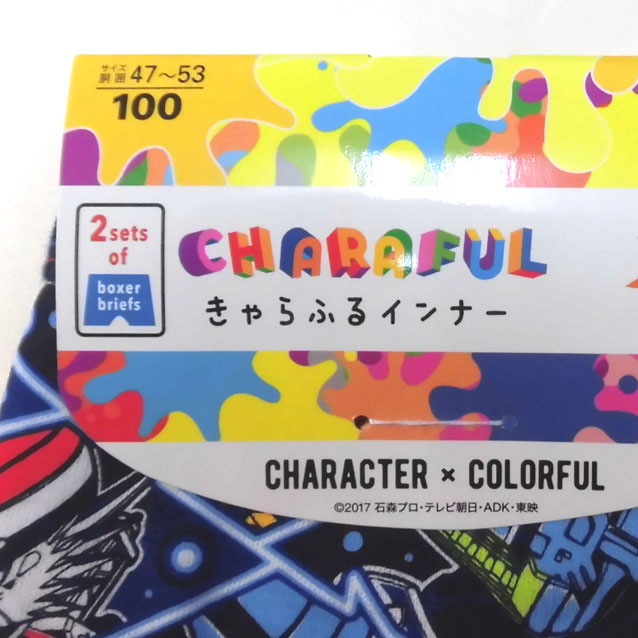 サイズ
胴囲 47～53
100
2 sets
of
boxer
briefs
CHARAFUL
きゃらふるインナー
CHARACTER × COLORFUL
©2017 石森プロ・テレビ朝日・ADK・東映